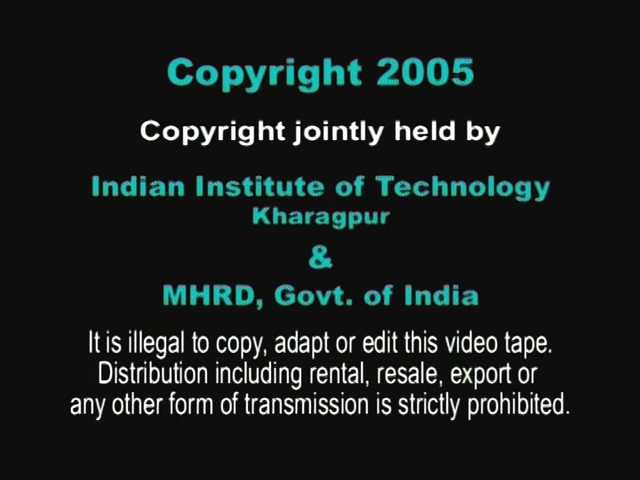 Copyright 2005
Copyright jointly held by
Indian Institute of Technology
Kharagpur
&
MHRD, Govt. of India
It is illegal to copy, adapt or edit this video tape.
Distribution including rental, resale, export or
any other form of transmission is strictly prohibited.